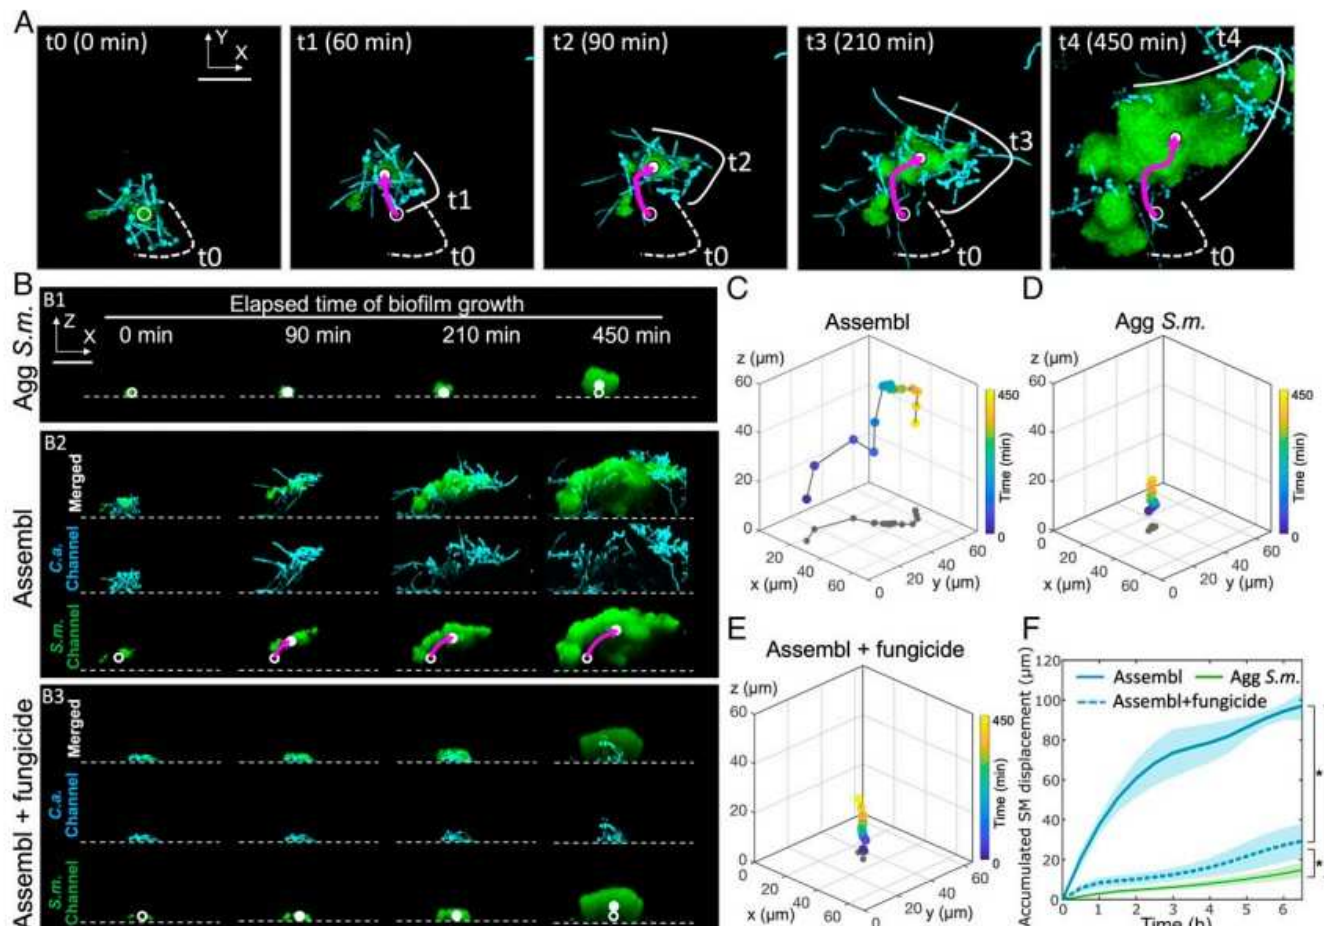 A
t0 (0 min)
Y
X
t0
t1 (60 min)
t1
t0
t2 (90 min)
t2
t0
t3 (210 min)
t3
t0
t4 (450 min)
t4
t0
B
B1
Elapsed time of biofilm growth
Z
X
0 min
90 min
210 min
450 min
Agg S.m.
B2
Assembl
Merged
C.a.
Channel
S.m.
Channel
B3
Assembl + fungicide
Merged
C.a.
Channel
S.m.
Channel
C
Assembl
z (µm)
60
40
20
0
20
40
60
x (µm)
0
20
40
60
y (µm)
450
Time (min)
0
D
Agg S.m.
z (µm)
60
40
20
0
0
20
40
60
x (µm)
0
20
40
60
y (µm)
450
Time (min)
0
E
Assembl + fungicide
z (µm)
60
40
20
0
0
20
40
60
x (µm)
0
20
40
60
y (µm)
450
Time (min)
0
F
Accumulated SM displacement (µm)
120
100
80
60
40
20
0
Assembl
Agg S.m.
Assembl+fungicide
*
*
0
1
2
3
4
5
6
Time (h)